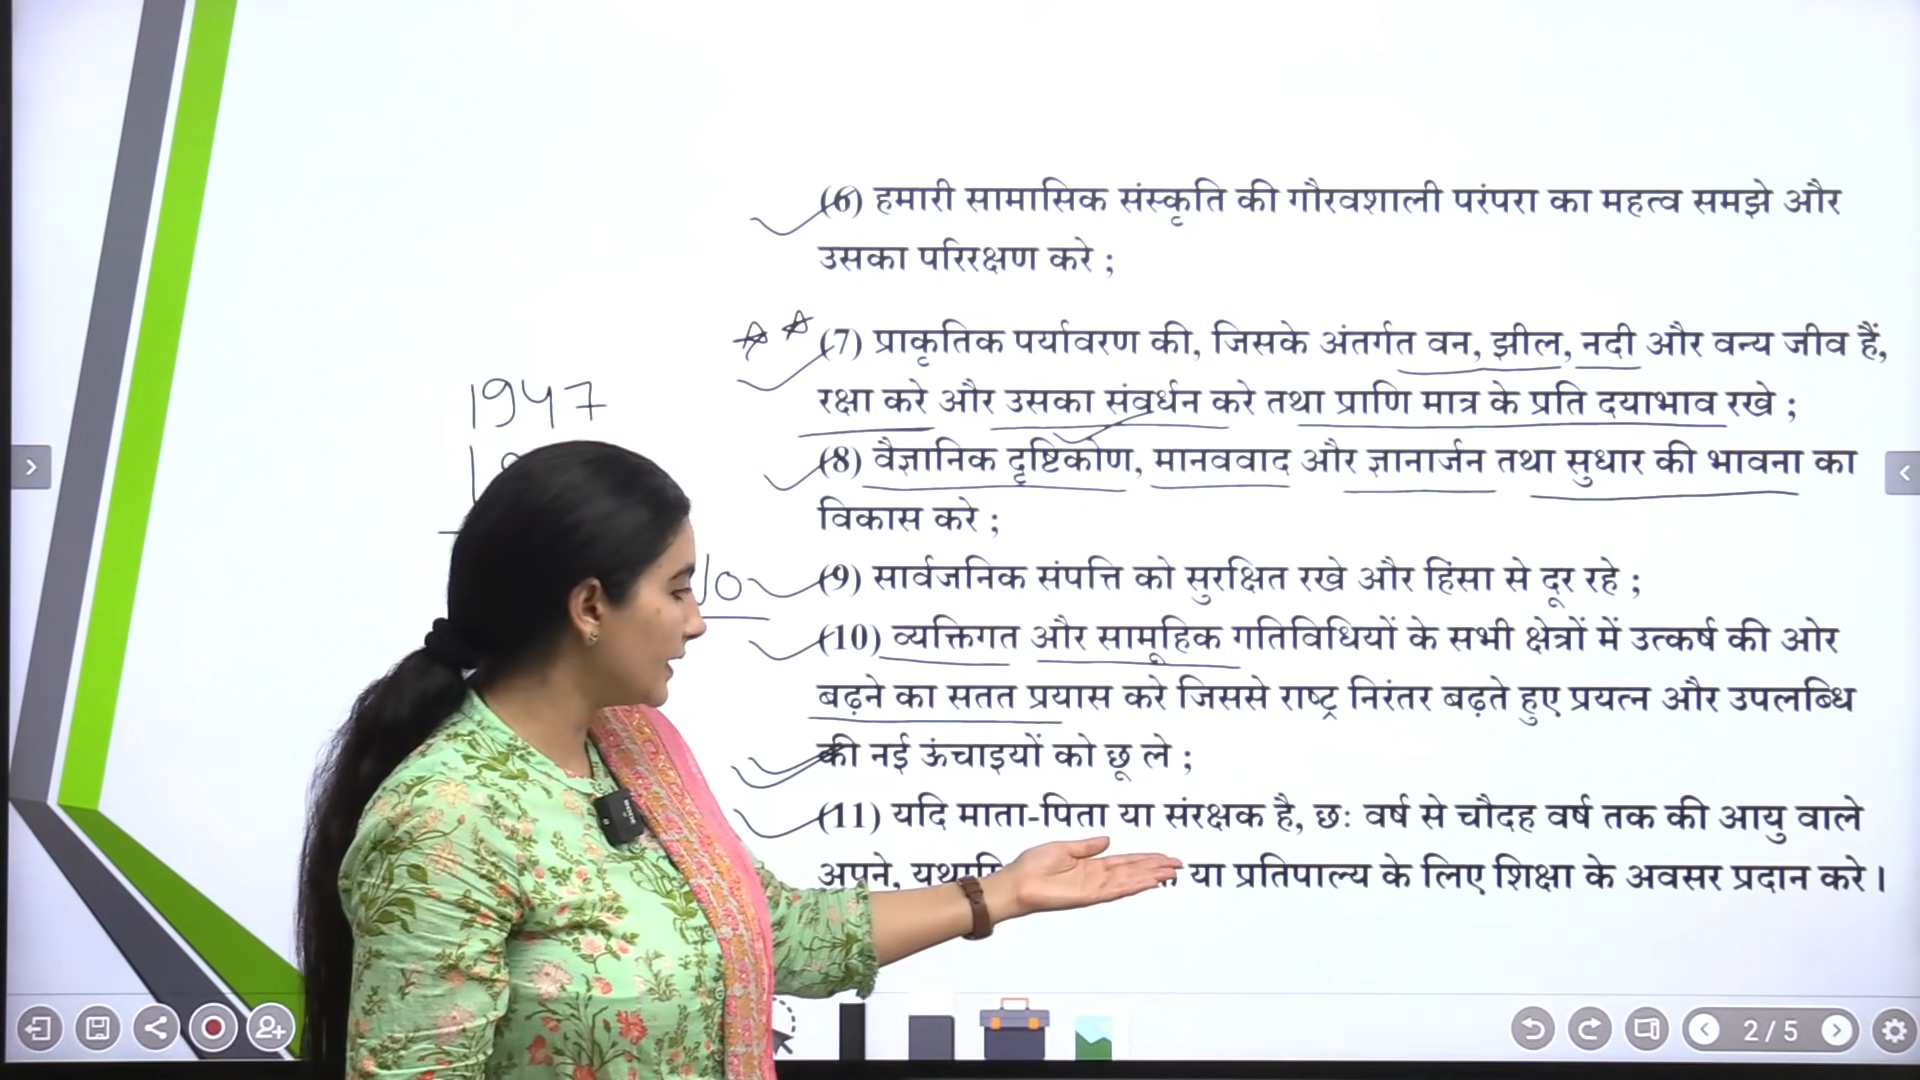 (6) हमारी सामासिक संस्कृति की गौरवशाली परंपरा का महत्व समझे और
उसका परिरक्षण करे ;
(7) प्राकृतिक पर्यावरण की, जिसके अंतर्गत वन, झील, नदी और वन्य जीव हैं,
रक्षा करे और उसका संवर्धन करे तथा प्राणि मात्र के प्रति दयाभाव रखे ;
1947
(8) वैज्ञानिक दृष्टिकोण, मानववाद और ज्ञानार्जन तथा सुधार की भावना का
विकास करे ;
(9) सार्वजनिक संपत्ति को सुरक्षित रखे और हिंसा से दूर रहे ;
(10) व्यक्तिगत और सामूहिक गतिविधियों के सभी क्षेत्रों में उत्कर्ष की ओर
बढ़ने का सतत प्रयास करे जिससे राष्ट्र निरंतर बढ़ते हुए प्रयत्न और उपलब्धि
की नई ऊंचाइयों को छू ले ;
(11) यदि माता-पिता या संरक्षक है, छः वर्ष से चौदह वर्ष तक की आयु वाले
अपने, या प्रतिपाल्य के लिए शिक्षा के अवसर प्रदान करे ।
2/5